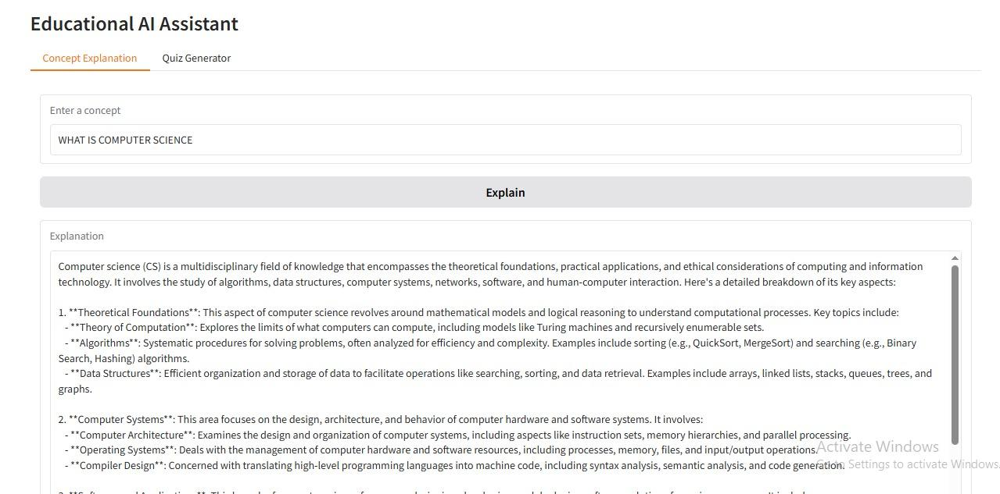 Educational AI Assistant
Concept Explanation Quiz Generator
Enter a concept
WHAT IS COMPUTER SCIENCE
Explain
Explanation
Computer science (CS) is a multidisciplinary field of knowledge that encompasses the theoretical foundations, practical applications, and ethical considerations of computing and information
technology. It involves the study of algorithms, data structures, computer systems, networks, software, and human-computer interaction. Here's a detailed breakdown of its key aspects:
1. **Theoretical Foundations**: This aspect of computer science revolves around mathematical models and logical reasoning to understand computational processes. Key topics include:
- **Theory of Computation**: Explores the limits of what computers can compute, including models like Turing machines and recursively enumerable sets.
- **Algorithms**: Systematic procedures for solving problems, often analyzed for efficiency and complexity. Examples include sorting (e.g., QuickSort, MergeSort) and searching (e.g., Binary
Search, Hashing) algorithms.
- **Data Structures**: Efficient organization and storage of data to facilitate operations like searching, sorting, and data retrieval. Examples include arrays, linked lists, stacks, queues, trees, and
graphs.
2. **Computer Systems**: This area focuses on the design, architecture, and behavior of computer hardware and software systems. It involves:
- **Computer Architecture**: Examines the design and organization of computer systems, including aspects like instruction sets, memory hierarchies, and parallel processing.
- **Operating Systems**: Deals with the management of computer hardware and software resources, including processes, memory, files, and input/output operations.
- **Compiler Design**: Concerned with translating high-level programming languages into machine code, including syntax analysis, semantic analysis, and code generation.
Activate Windows
Go to Settings to activate Windows.